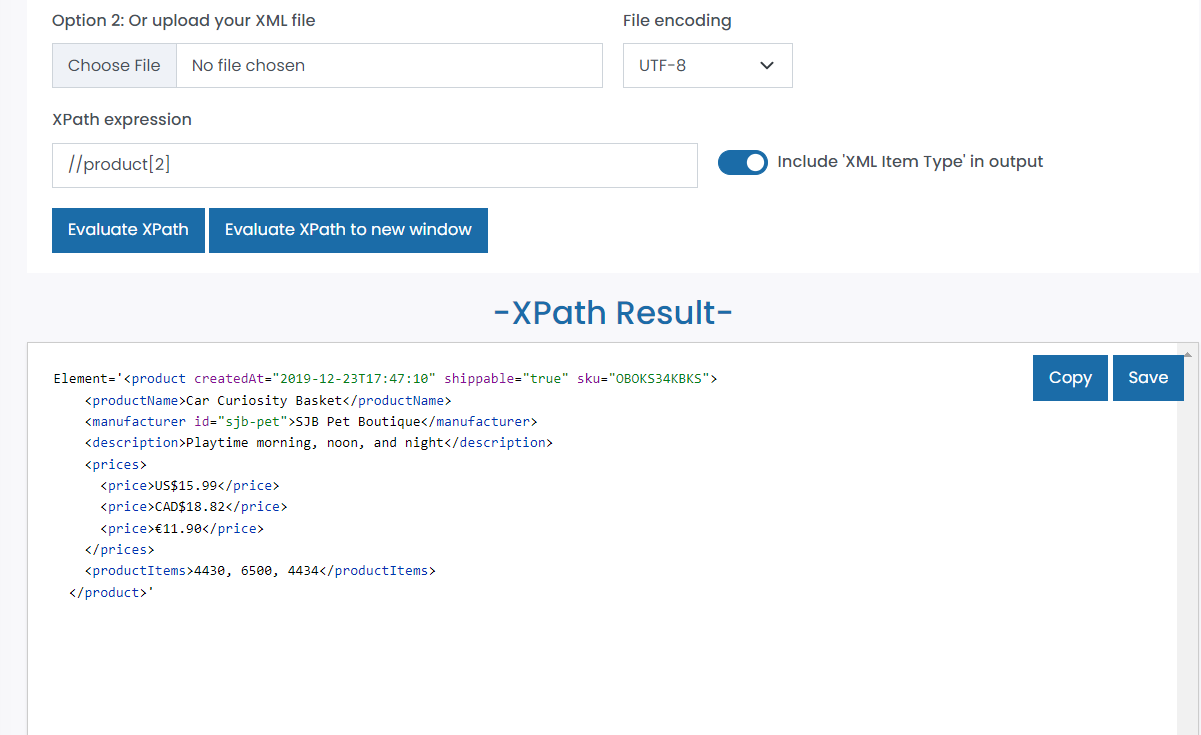 Option 2: Or upload your XML file
File encoding
Choose File
No file chosen
UTF-8
XPath expression
//product[2]
Include 'XML Item Type' in output
Evaluate XPath
Evaluate XPath to new window
-XPath Result-
Copy
Save
Element='<product createdAt="2019-12-23T17:47:10" shippable="true" sku="OBOKS34KBKS">
    <productName>Car Curiosity Basket</productName>
    <manufacturer id="sjb-pet">SJB Pet Boutique</manufacturer>
    <description>Playtime morning, noon, and night</description>
    <prices>
      <price>US$15.99</price>
      <price>CAD$18.82</price>
      <price>€11.90</price>
    </prices>
    <productItems>4430, 6500, 4434</productItems>
  </product>'